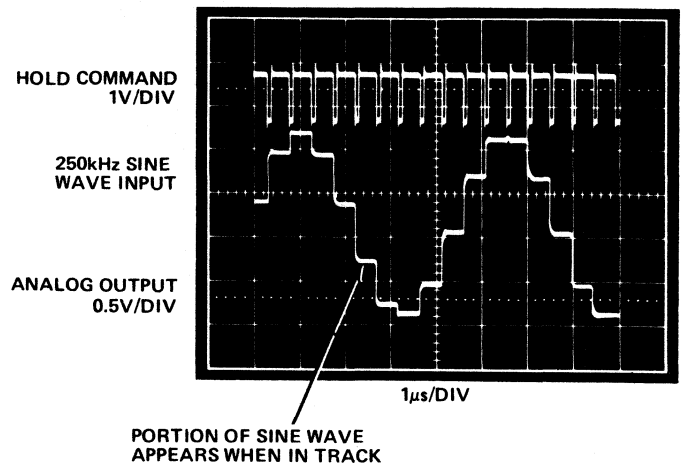 HOLD COMMAND
1V/DIV
250kHz SINE
WAVE INPUT
ANALOG OUTPUT
0.5V/DIV
1μs/DIV
PORTION OF SINE WAVE
APPEARS WHEN IN TRACK